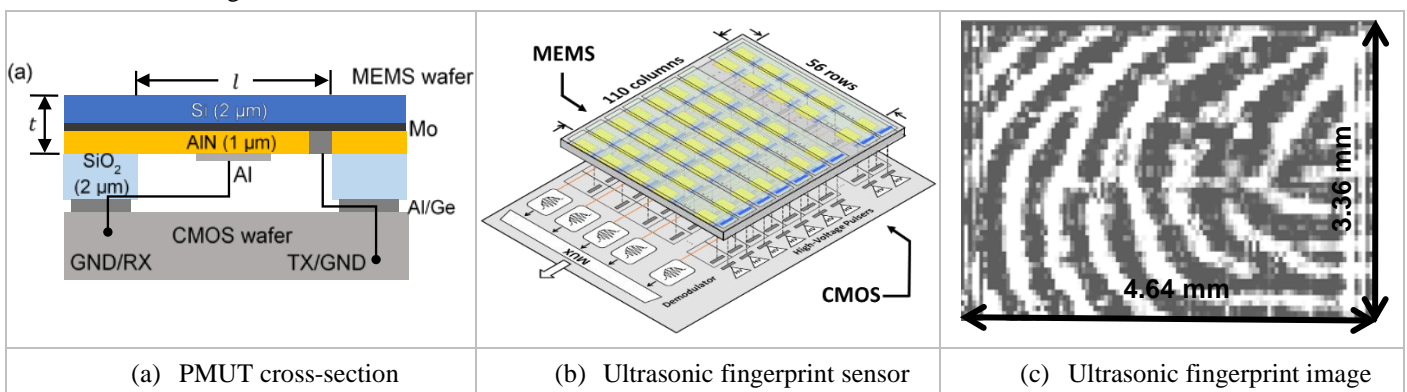 (a)
l
MEMS wafer
t
Si (2 µm)
Mo
AlN (1 µm)
SiO2
(2 µm)
Al
Al/Ge
CMOS wafer
GND/RX
TX/GND
MEMS
110 columns
56 rows
MUX
Demodulator
High-Voltage Pulsers
CMOS
3.36 mm
4.64 mm
(a) PMUT cross-section
(b) Ultrasonic fingerprint sensor
(c) Ultrasonic fingerprint image